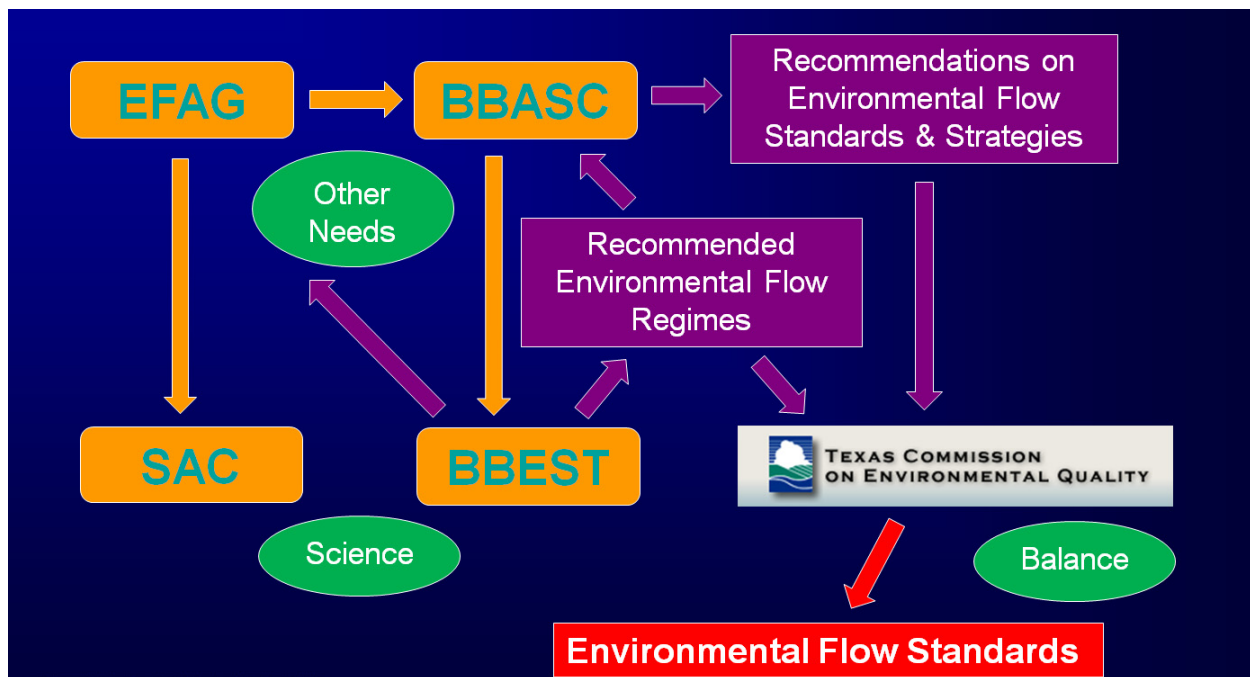 EFAG
BBASC
Recommendations on
Environmental Flow
Standards & Strategies
Other
Needs
Recommended
Environmental Flow
Regimes
SAC
BBEST
TEXAS COMMISSION
ON ENVIRONMENTAL QUALITY
Science
Balance
Environmental Flow Standards